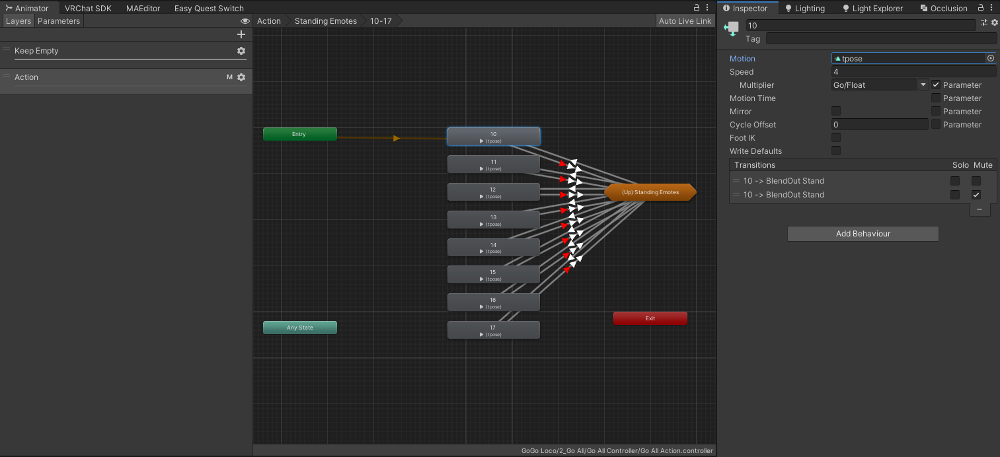 Animator VRChat SDK MAEditor Easy Quest Switch
Layers Parameters
Keep Empty
Action M
Action Standing Emotes 10-17 Auto Live Link
Entry
10
(tpose)
11
(tpose)
12
(tpose)
(Up) Standing Emotes
13
(tpose)
14
(tpose)
15
(tpose)
16
(tpose)
Exit
Any State
17
(tpose)
GoGo Loco/2_Go All/Go All Controller/Go All Action.controller
Inspector Lighting Light Explorer Occlusion
10
Tag
Motion tpose
Speed 4
Multiplier Go/Float Parameter
Motion Time Parameter
Mirror Parameter
Cycle Offset 0 Parameter
Foot IK
Write Defaults
Transitions Solo Mute
10 -> BlendOut Stand
10 -> BlendOut Stand
Add Behaviour